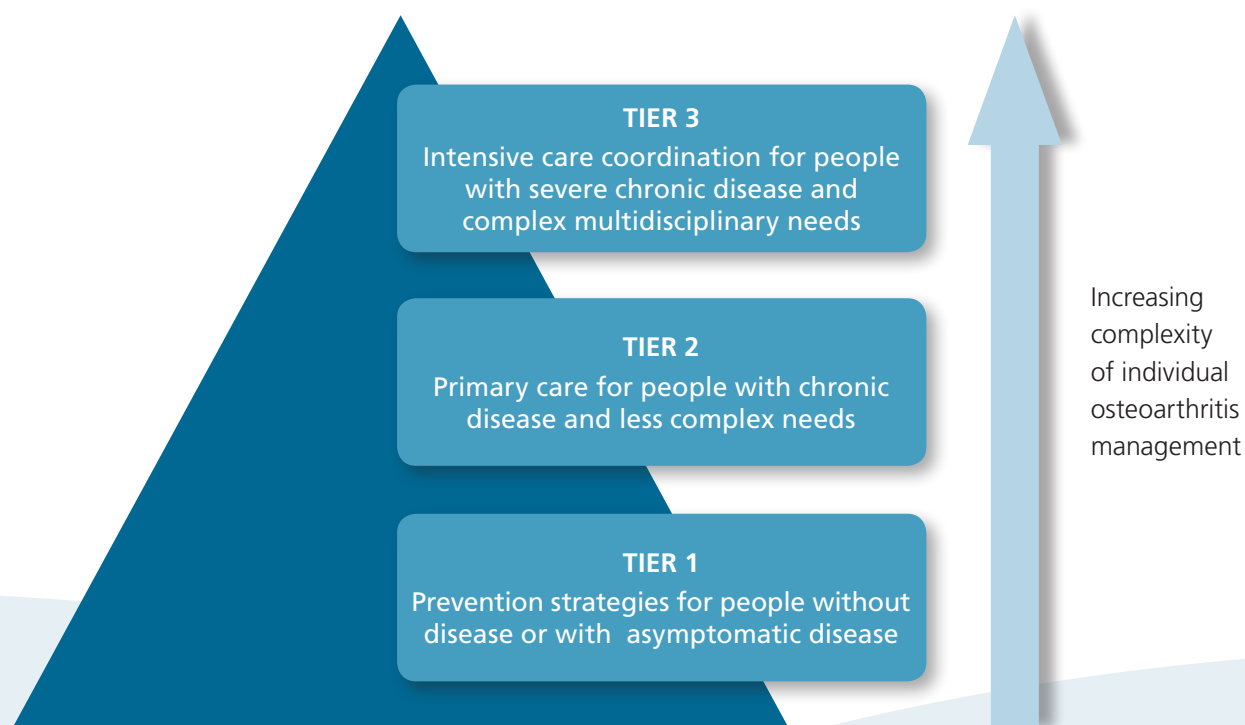 TIER 3
Intensive care coordination for people
with severe chronic disease and
complex multidisciplinary needs
TIER 2
Primary care for people with chronic
disease and less complex needs
TIER 1
Prevention strategies for people without
disease or with  asymptomatic disease
Increasing
complexity
of individual
osteoarthritis
management